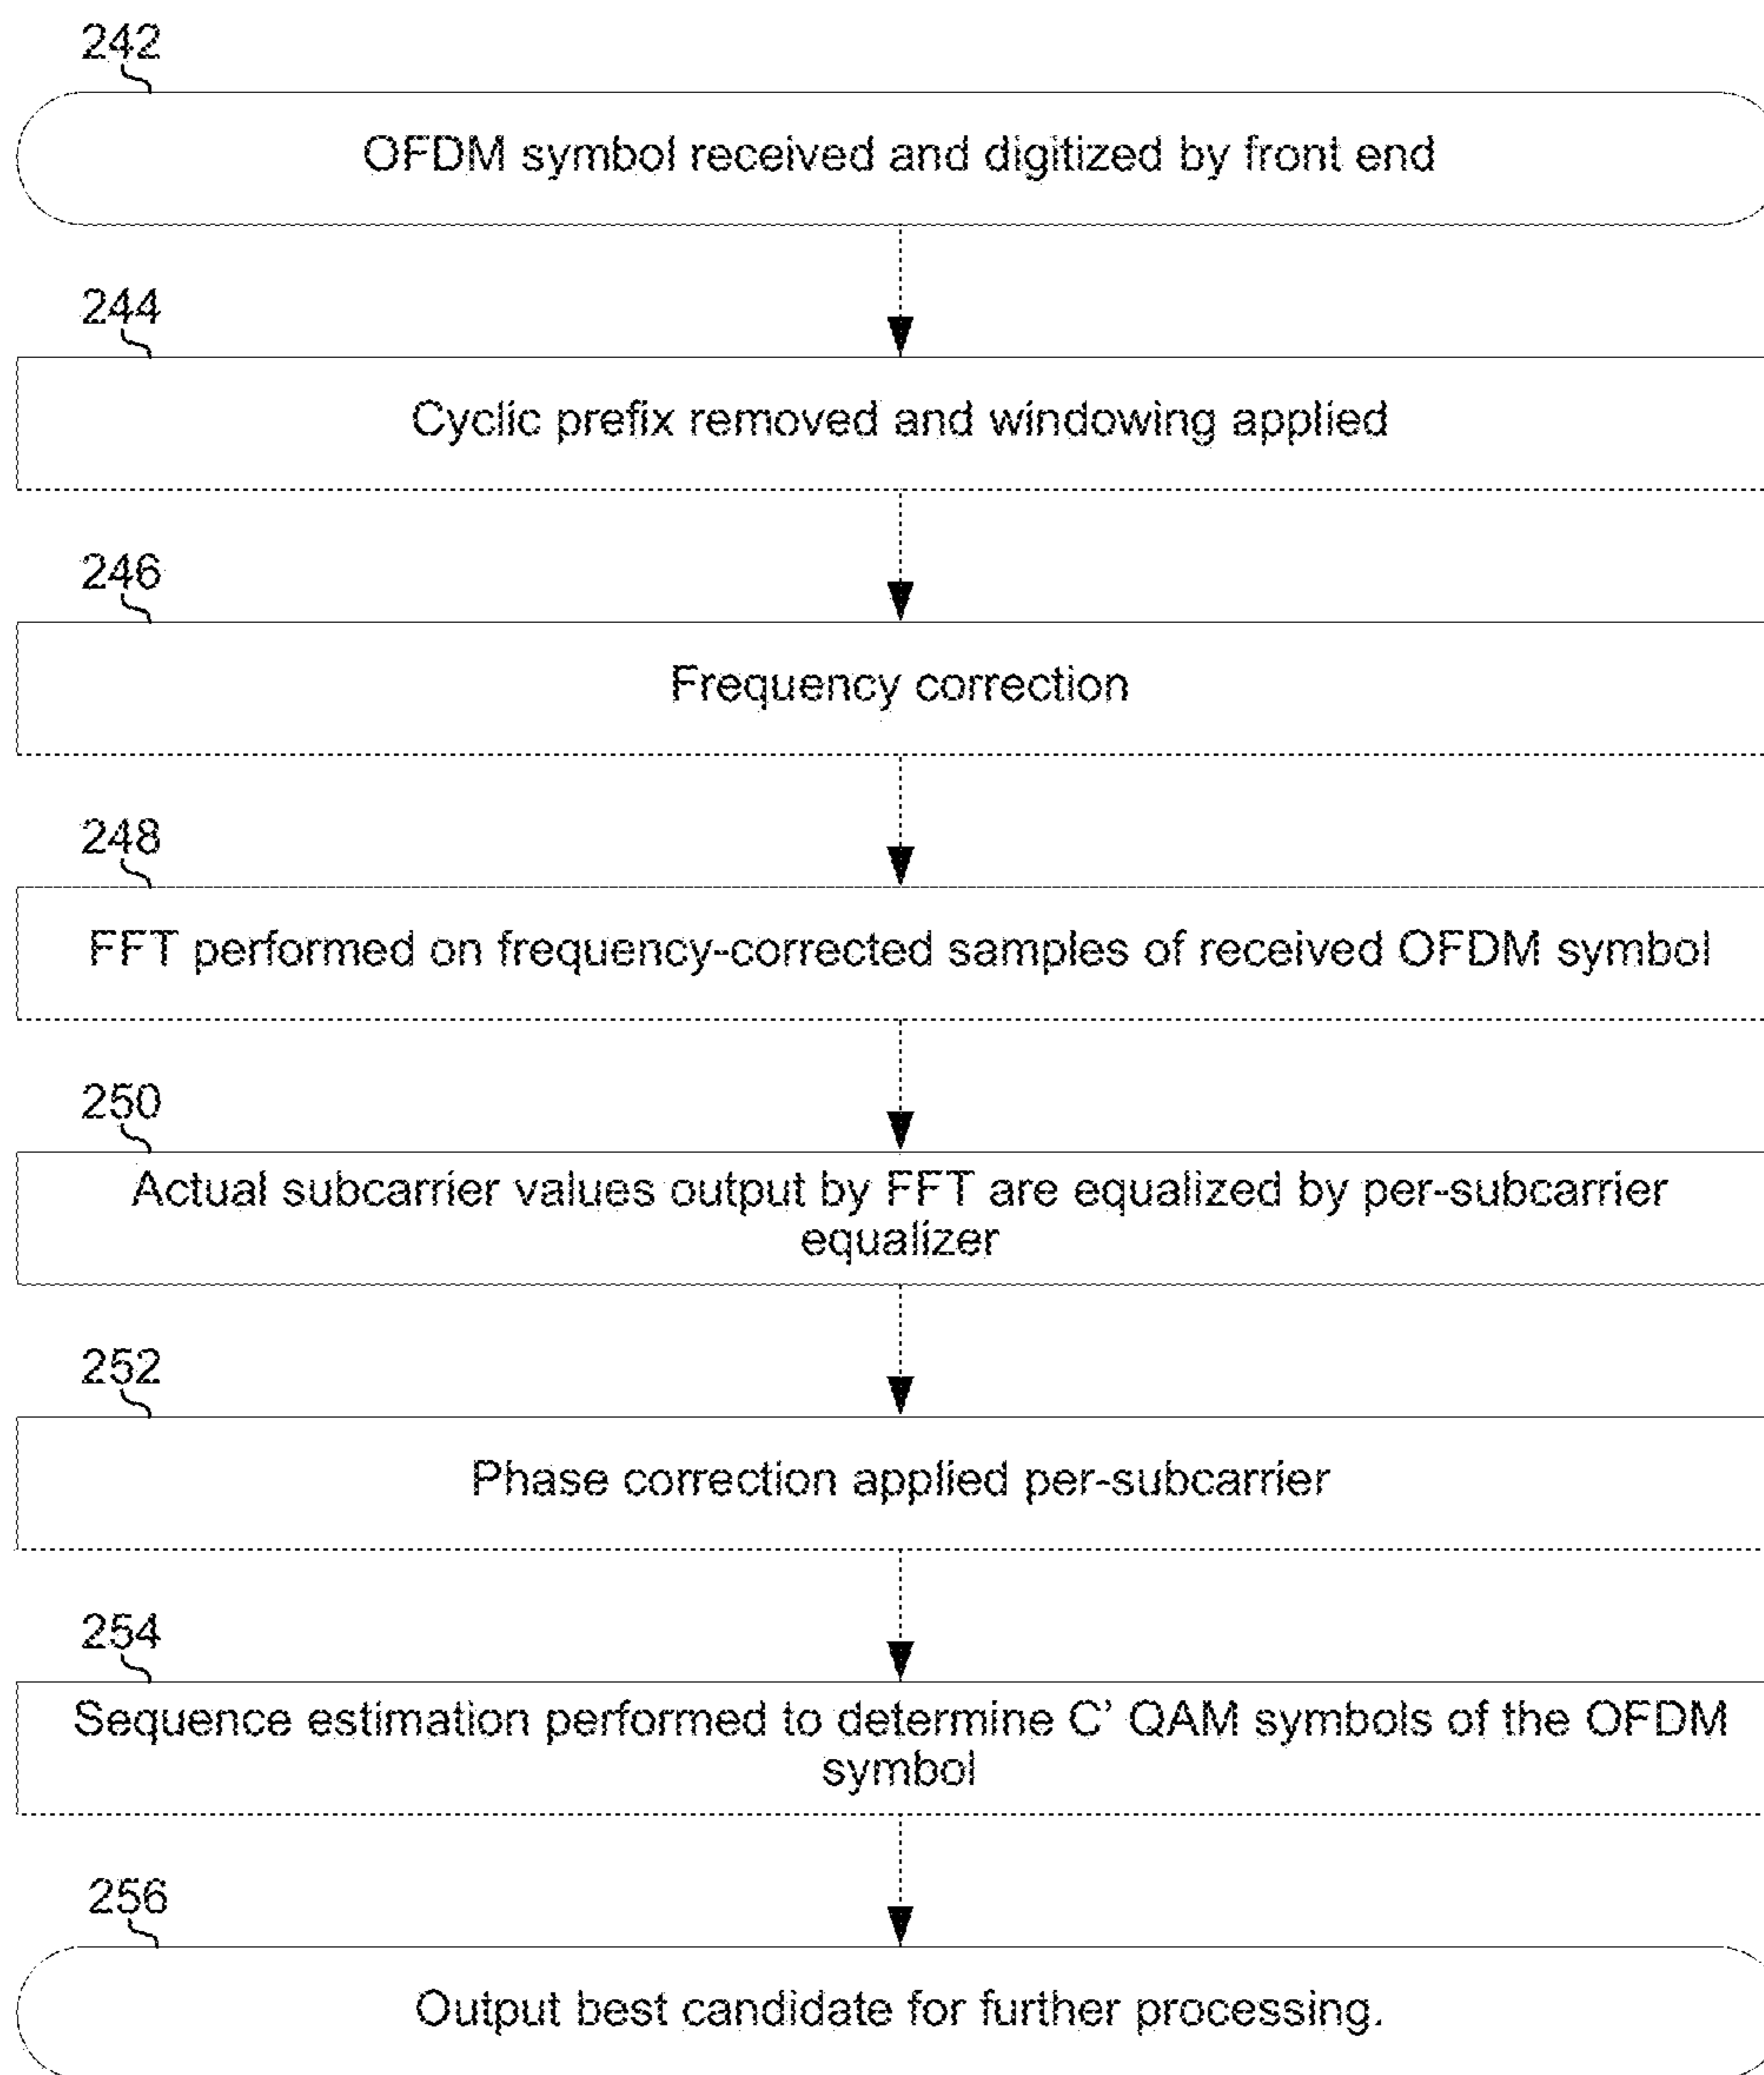 242
OFDM symbol received and digitized by front end
244
Cyclic prefix removed and windowing applied
246
Frequency correction
248
FFT performed on frequency-corrected samples of received OFDM symbol
250
Actual subcarrier values output by FFT are equalized by per-subcarrier
equalizer
252
Phase correction applied per-subcarrier
254
Sequence estimation performed to determine C' QAM symbols of the OFDM
symbol
256
Output best candidate for further processing.